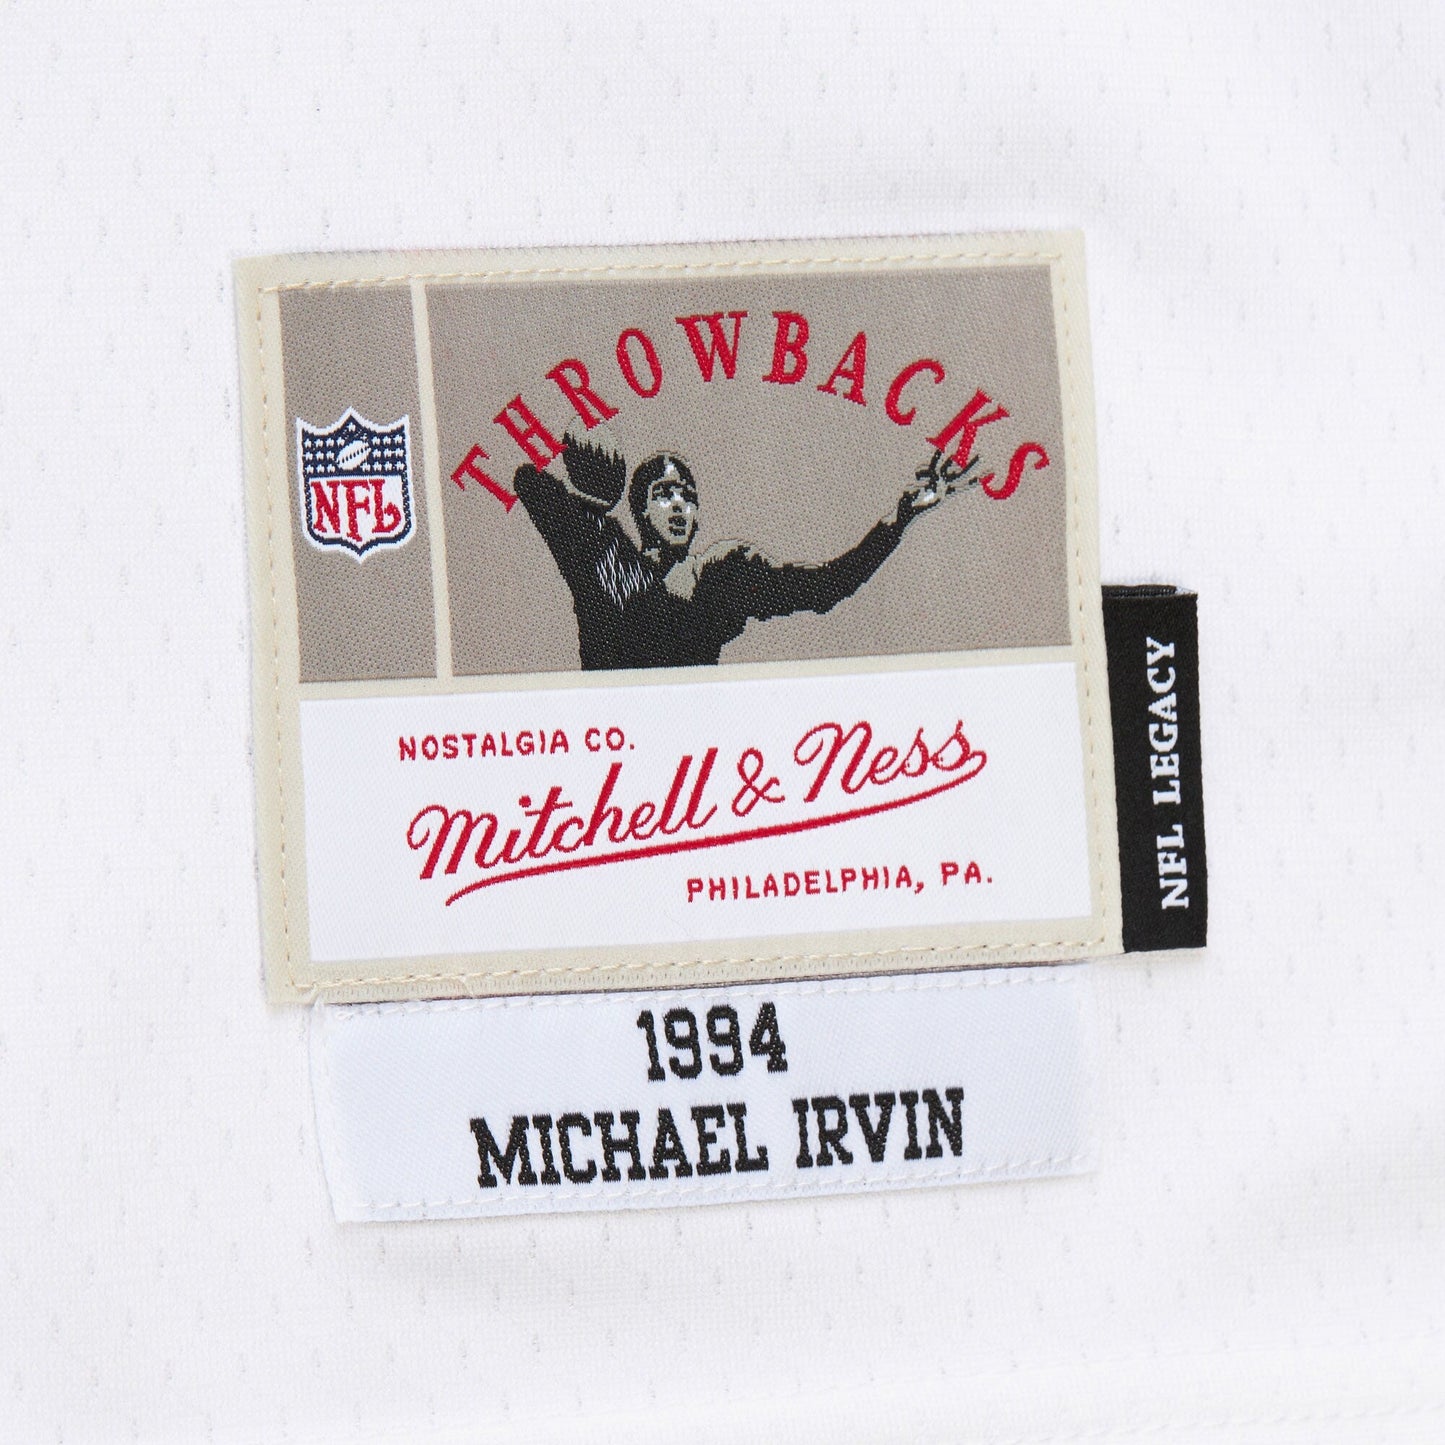 THROWBACKS
NFL
NOSTALGIA CO.
Mitchell & Ness
PHILADELPHIA, PA.
NFL LEGACY
1994
MICHAEL IRVIN